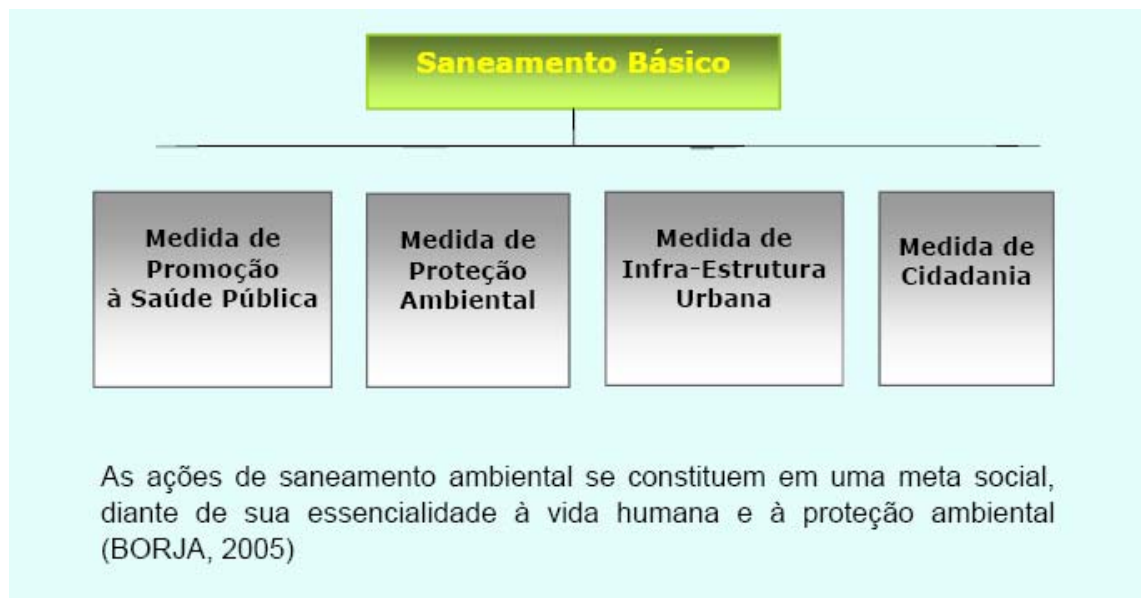 Saneamento Básico
Medida de
Promoção
à Saúde Pública
Medida de
Proteção
Ambiental
Medida de
Infra-Estrutura
Urbana
Medida de
Cidadania
As ações de saneamento ambiental se constituem em uma meta social,
diante de sua essencialidade à vida humana e à proteção ambiental
(BORJA, 2005)